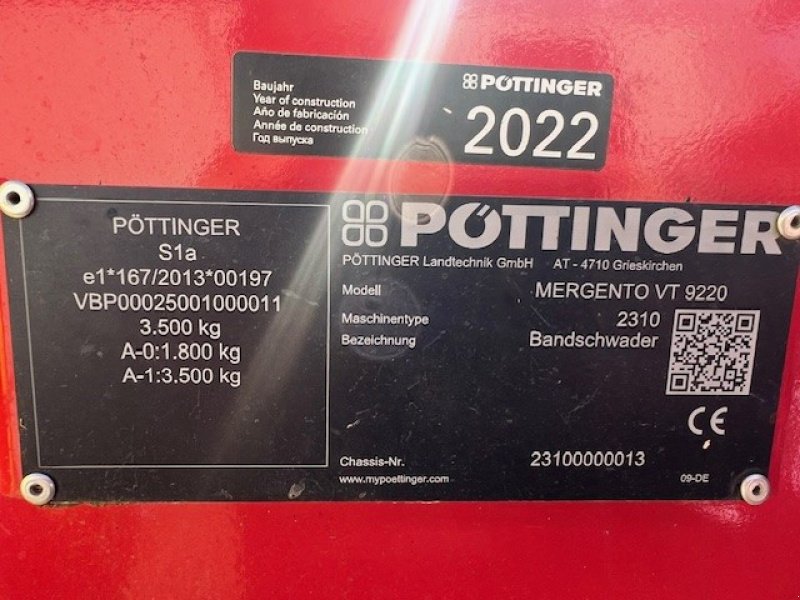 Baujahr
Year of construction
Año de fabricación
Année de construction
Год выпуска
PÖTTINGER
2022
PÖTTINGER
S1a
e1*167/2013*00197
VBP00025001000011
3.500 kg
A-0:1.800 kg
A-1:3.500 kg
PÖTTINGER
PÖTTINGER Landtechnik GmbH AT - 4710 Grieskirchen
Modell MERGENTO VT 9220
Maschinentype 2310
Bezeichnung Bandschwader
CE
Chassis-Nr. 23100000013
www.mypoettinger.com 09-DE